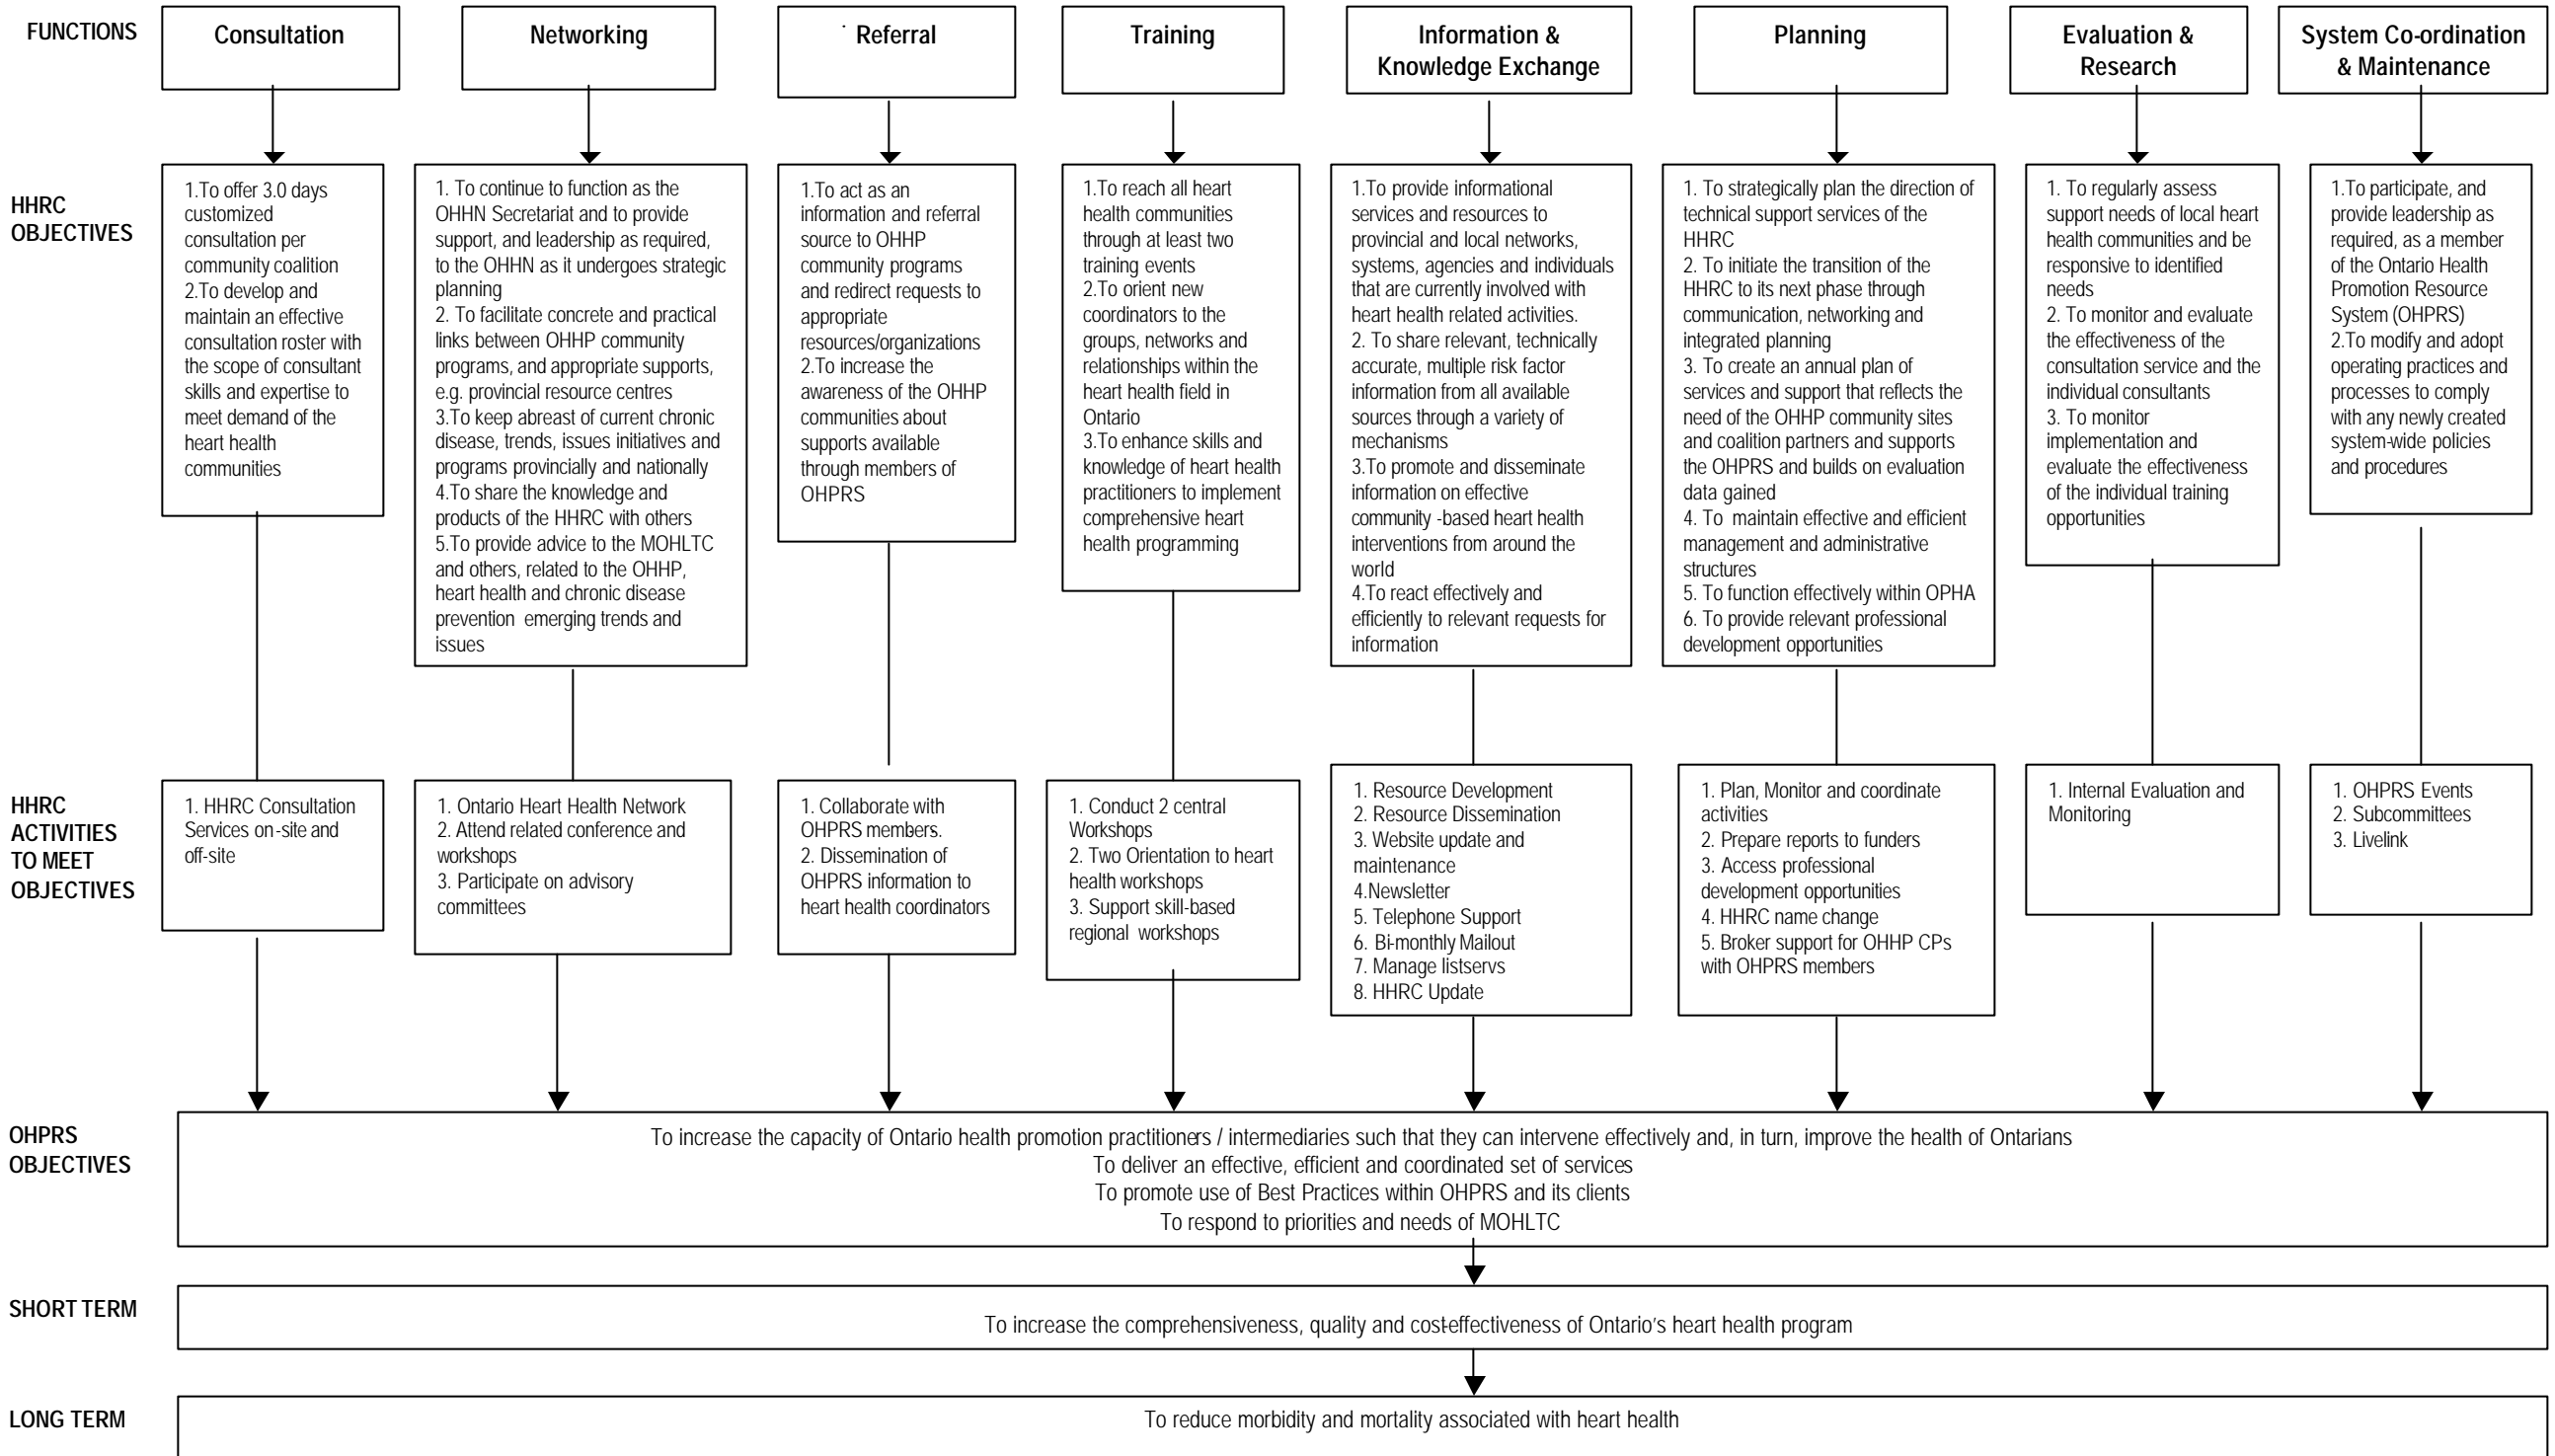 FUNCTIONS
Consultation
Networking
Referral
Training
Information &
Knowledge Exchange
Planning
Evaluation &
Research
System Co-ordination
& Maintenance
HHRC
OBJECTIVES
1.To offer 3.0 days
customized
consultation per
community coalition
2.To develop and
maintain an effective
consultation roster with
the scope of consultant
skills and expertise to
meet demand of the
heart health
communities
1. To continue to function as the
OHHN Secretariat and to provide
support, and leadership as required,
to the OHHN as it undergoes strategic
planning
2. To facilitate concrete and practical
links between OHHP community
programs, and appropriate supports,
e.g. provincial resource centres
3.To keep abreast of current chronic
disease, trends, issues initiatives and
programs provincially and nationally
4.To share the knowledge and
products of the HHRC with others
5.To provide advice to the MOHLTC
and others, related to the OHHP,
heart health and chronic disease
prevention emerging trends and
issues
1.To act as an
information and referral
source to OHHP
community programs
and redirect requests to
appropriate
resources/organizations
2.To increase the
awareness of the OHHP
communities about
supports available
through members of
OHPRS
1.To reach all heart
health communities
through at least two
training events
2.To orient new
coordinators to the
groups, networks and
relationships within the
heart health field in
Ontario
3.To enhance skills and
knowledge of heart health
practitioners to implement
comprehensive heart
health programming
1.To provide informational
services and resources to
provincial and local networks,
systems, agencies and individuals
that are currently involved with
heart health related activities.
2. To share relevant, technically
accurate, multiple risk factor
information from all available
sources through a variety of
mechanisms
3.To promote and disseminate
information on effective
community -based heart health
interventions from around the
world
4.To react effectively and
efficiently to relevant requests for
information
1. To strategically plan the direction of
technical support services of the
HHRC
2. To initiate the transition of the
HHRC to its next phase through
communication, networking and
integrated planning
3. To create an annual plan of
services and support that reflects the
need of the OHHP community sites
and coalition partners and supports
the OHPRS and builds on evaluation
data gained
4. To maintain effective and efficient
management and administrative
structures
5. To function effectively within OPHA
6. To provide relevant professional
development opportunities
1. To regularly assess
support needs of local heart
health communities and be
responsive to identified
needs
2. To monitor and evaluate
the effectiveness of the
consultation service and the
individual consultants
3. To monitor
implementation and
evaluate the effectiveness
of the individual training
opportunities
1.To participate, and
provide leadership as
required, as a member
of the Ontario Health
Promotion Resource
System (OHPRS)
2.To modify and adopt
operating practices and
processes to comply
with any newly created
system-wide policies
and procedures
HHRC
ACTIVITIES
TO MEET
OBJECTIVES
1. HHRC Consultation
Services on-site and
off-site
1. Ontario Heart Health Network
2. Attend related conference and
workshops
3. Participate on advisory
committees
1. Collaborate with
OHPRS members.
2. Dissemination of
OHPRS information to
heart health coordinators
1. Conduct 2 central
Workshops
2. Two Orientation to heart
health workshops
3. Support skill-based
regional workshops
1. Resource Development
2. Resource Dissemination
3. Website update and
maintenance
4.Newsletter
5. Telephone Support
6. Bi-monthly Mailout
7. Manage listservs
8. HHRC Update
1. Plan, Monitor and coordinate
activities
2. Prepare reports to funders
3. Access professional
development opportunities
4. HHRC name change
5. Broker support for OHHP CPs
with OHPRS members
1. Internal Evaluation and
Monitoring
1. OHPRS Events
2. Subcommittees
3. Livelink
OHPRS
OBJECTIVES
To increase the capacity of Ontario health promotion practitioners / intermediaries such that they can intervene effectively and, in turn, improve the health of Ontarians
To deliver an effective, efficient and coordinated set of services
To promote use of Best Practices within OHPRS and its clients
To respond to priorities and needs of MOHLTC
SHORT TERM
To increase the comprehensiveness, quality and cost-effectiveness of Ontario's heart health program
LONG TERM
To reduce morbidity and mortality associated with heart health